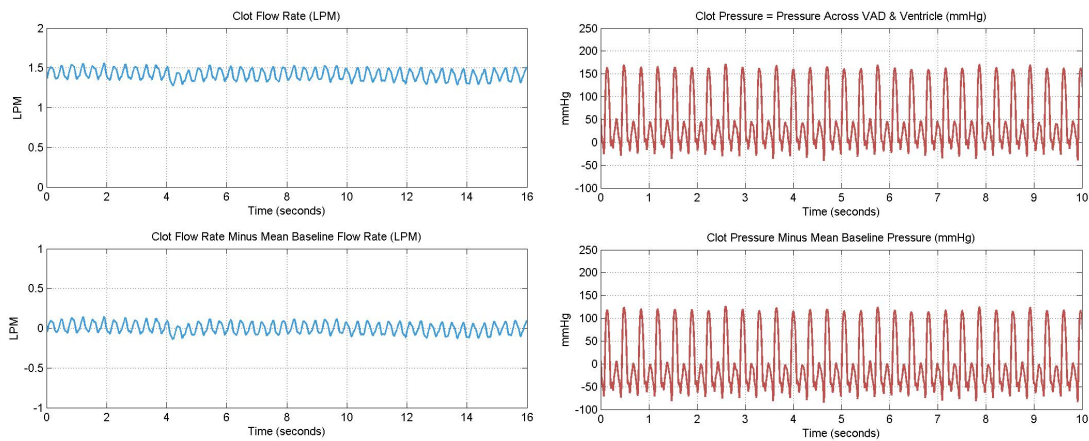 Clot Flow Rate (LPM)
2
1.5
1
0.5
0
LPM
0 2 4 6 8 10 12 14 16
Time (seconds)
Clot Pressure = Pressure Across VAD & Ventricle (mmHg)
250
200
150
100
50
0
-50
-100
mmHg
0 1 2 3 4 5 6 7 8 9 10
Time (seconds)
Clot Flow Rate Minus Mean Baseline Flow Rate (LPM)
1
0.5
0
-0.5
-1
LPM
0 2 4 6 8 10 12 14 16
Time (seconds)
Clot Pressure Minus Mean Baseline Pressure (mmHg)
250
200
150
100
50
0
-50
-100
mmHg
0 1 2 3 4 5 6 7 8 9 10
Time (seconds)